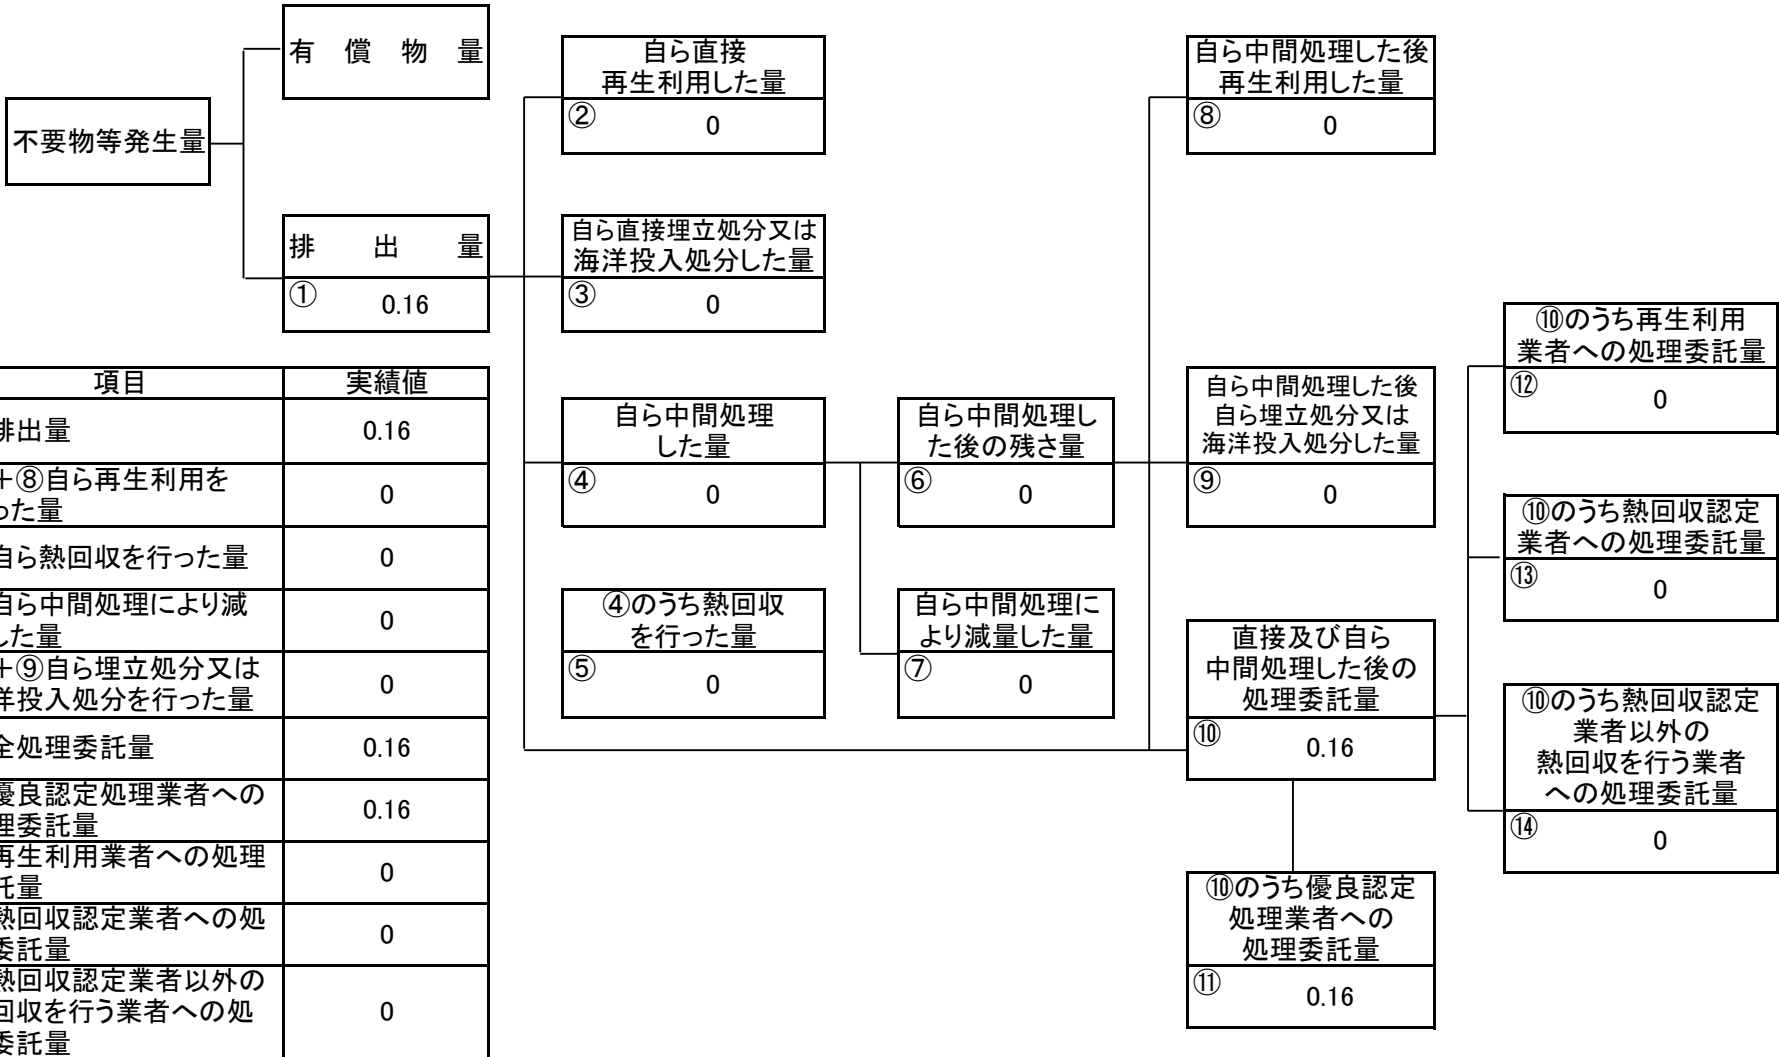 有償物量
不要物等発生量
排出量
① 0.16
自ら直接
再生利用した量
② 0
自ら直接埋立処分又は
海洋投入処分した量
③ 0
自ら中間処理
した量
④ 0
④のうち熱回収
を行った量
⑤ 0
自ら中間処理し
た後の残さ量
⑥ 0
自ら中間処理に
より減量した量
⑦ 0
自ら中間処理した後
再生利用した量
⑧ 0
自ら中間処理した後
自ら埋立処分又は
海洋投入処分した量
⑨ 0
直接及び自ら
中間処理した後の
処理委託量
⑩ 0.16
⑩のうち優良認定
処理業者への
処理委託量
⑪ 0.16
⑩のうち再生利用
業者への処理委託量
⑫ 0
⑩のうち熱回収認定
業者への処理委託量
⑬ 0
⑩のうち熱回収認定
業者以外の
熱回収を行う業者
への処理委託量
⑭ 0
項目 実績値
排出量 0.16
+⑧自ら再生利用を
った量 0
自ら熱回収を行った量 0
自ら中間処理により減
した量 0
+⑨自ら埋立処分又は
洋投入処分を行った量 0
全処理委託量 0.16
優良認定処理業者への
理委託量 0.16
再生利用業者への処理
託量 0
熱回収認定業者への処
委託量 0
熱回収認定業者以外の
回収を行う業者への処
委託量 0